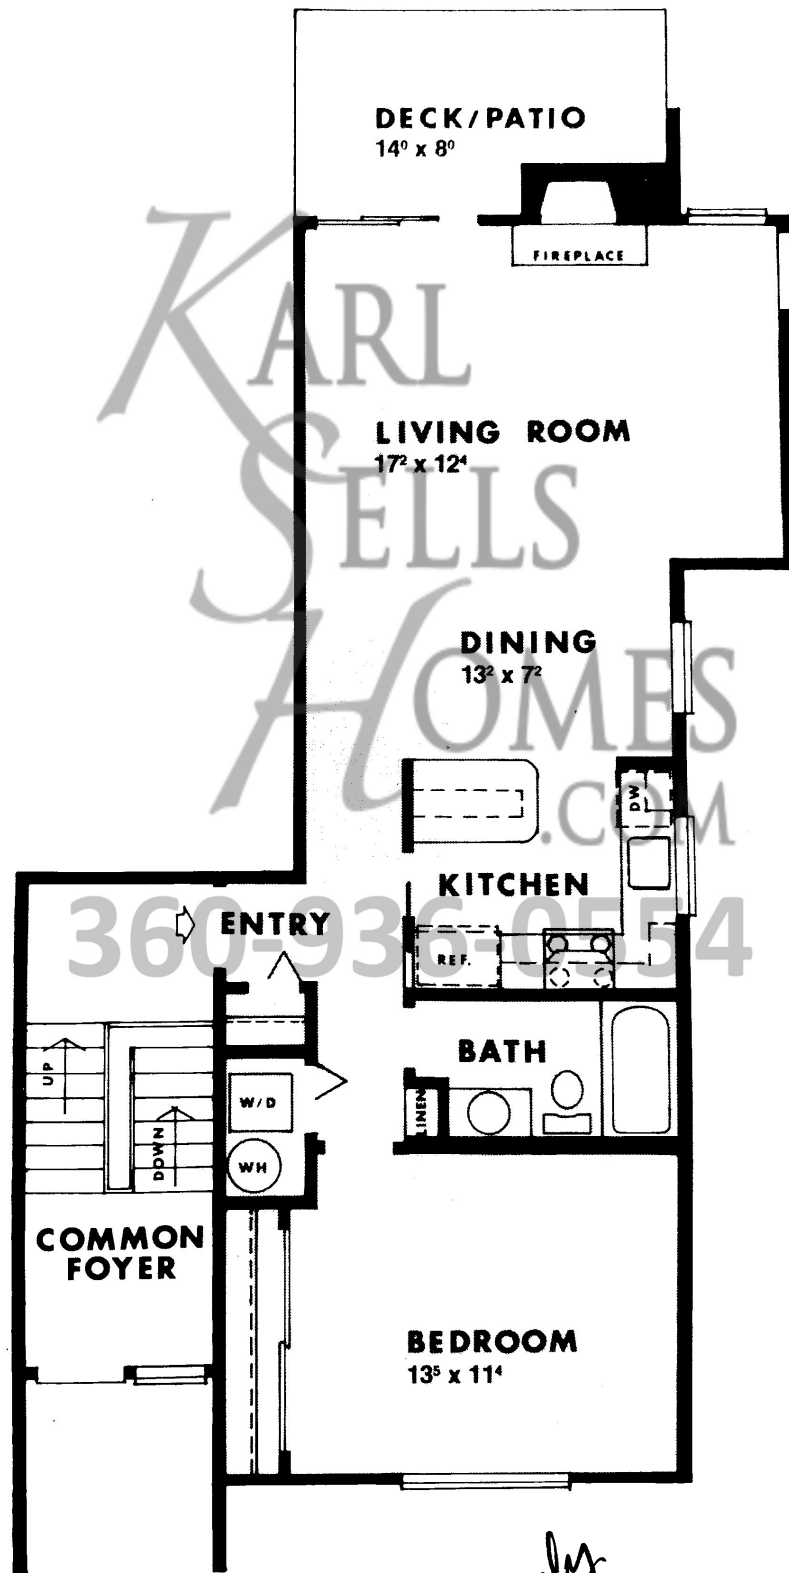 DECK/PATIO
14⁰ x 8⁰
FIREPLACE
KARL
LIVING ROOM
17² x 12⁴
SELLS
DINING
13² x 7²
HOMES
DW
.COM
KITCHEN
ENTRY
360-936-0554
REF.
UP
BATH
W/D
LINEN
DOWN
WH
COMMON
FOYER
BEDROOM
13⁵ x 11⁴